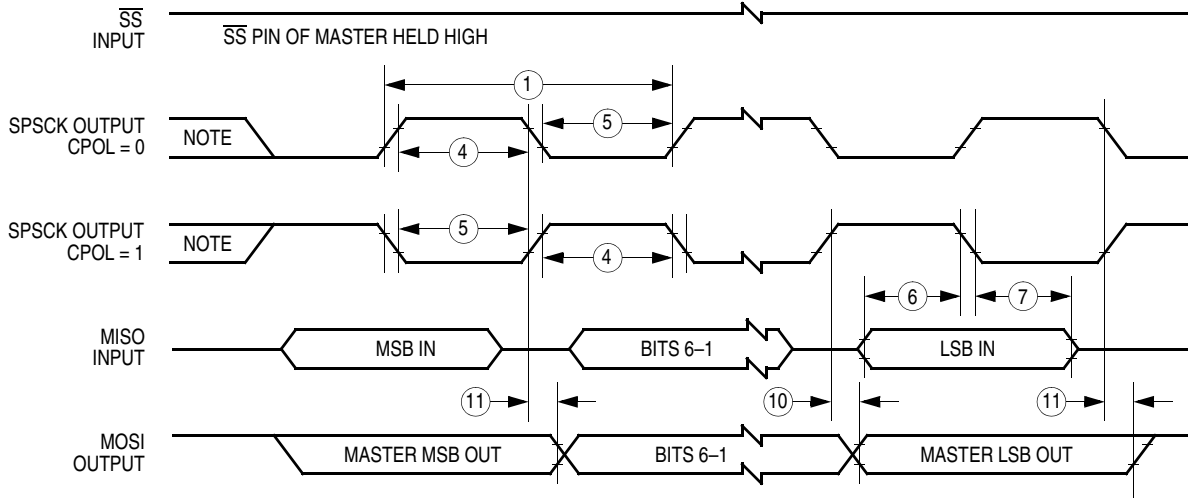 SS
INPUT
SS PIN OF MASTER HELD HIGH
1
SPSCK OUTPUT
CPOL = 0
NOTE
5
4
SPSCK OUTPUT
CPOL = 1
NOTE
5
4
6
7
MISO
INPUT
MSB IN
BITS 6–1
LSB IN
11
10
11
MOSI
OUTPUT
MASTER MSB OUT
BITS 6–1
MASTER LSB OUT